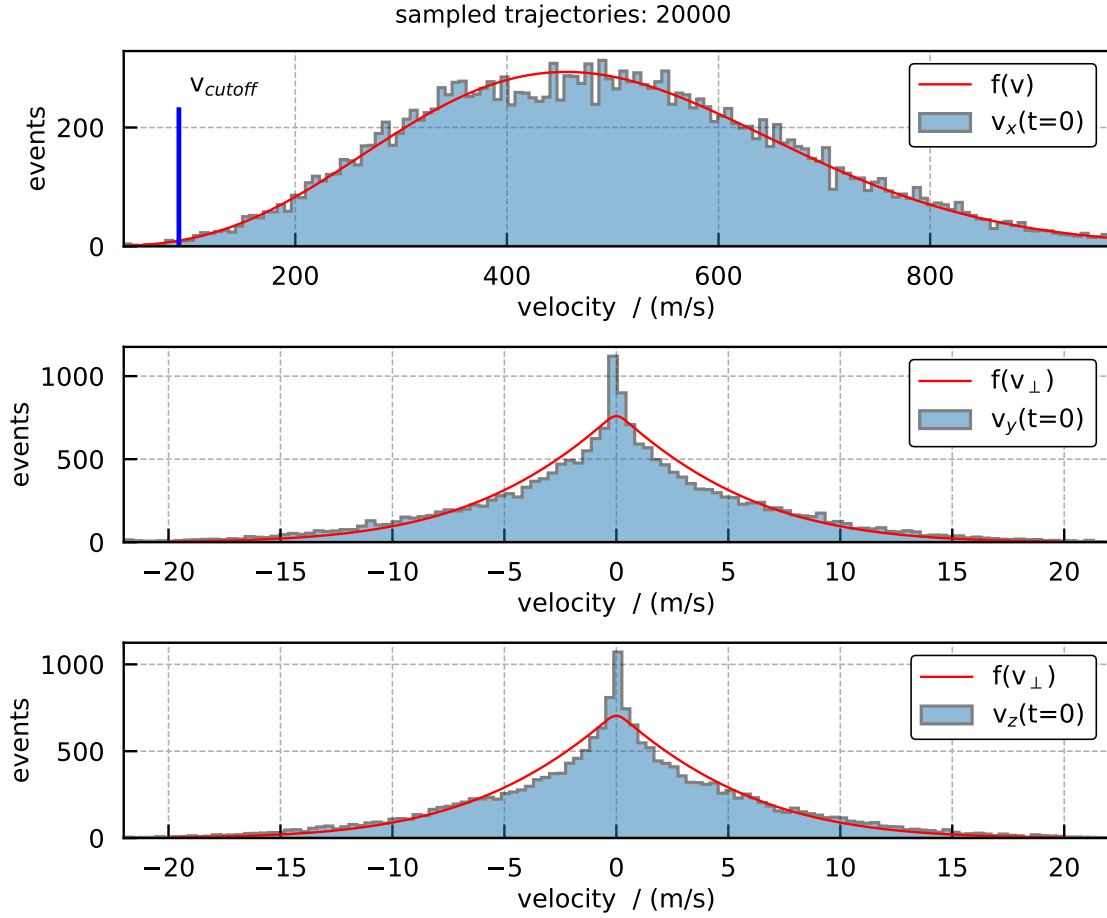 sampled trajectories: 20000
v_cutoff
f(v)
v_x(t=0)
events
200
0
200
400
600
800
velocity / (m/s)
f(v_⊥)
v_y(t=0)
events
1000
500
0
−20
−15
−10
−5
0
5
10
15
20
velocity / (m/s)
f(v_⊥)
v_z(t=0)
events
1000
500
0
−20
−15
−10
−5
0
5
10
15
20
velocity / (m/s)